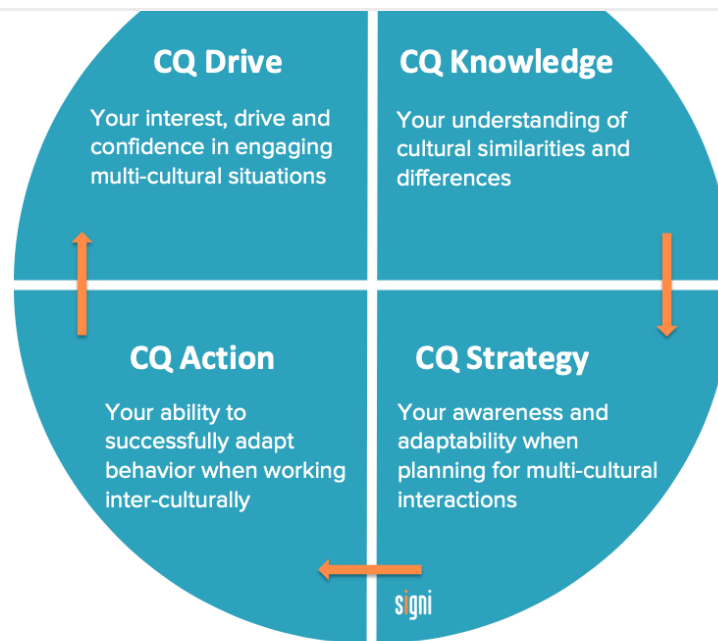 CQ Drive
Your interest, drive and
confidence in engaging
multi-cultural situations
CQ Knowledge
Your understanding of
cultural similarities and
differences
CQ Action
Your ability to
successfully adapt
behavior when working
inter-culturally
CQ Strategy
Your awareness and
adaptability when
planning for multi-cultural
interactions
signi